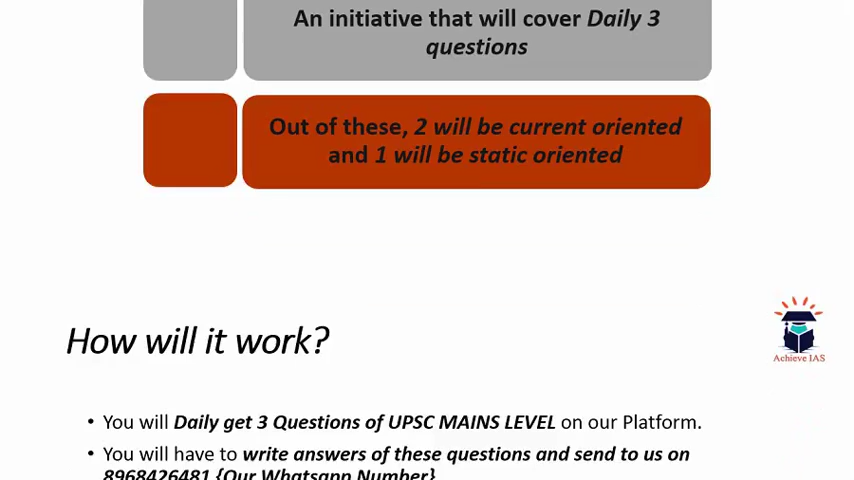 An initiative that will cover Daily 3
questions
Out of these, 2 will be current oriented
and 1 will be static oriented
How will it work?
Achieve IAS
• You will Daily get 3 Questions of UPSC MAINS LEVEL on our Platform.
• You will have to write answers of these questions and send to us on
8968426481 {Our Whatsapp Number}